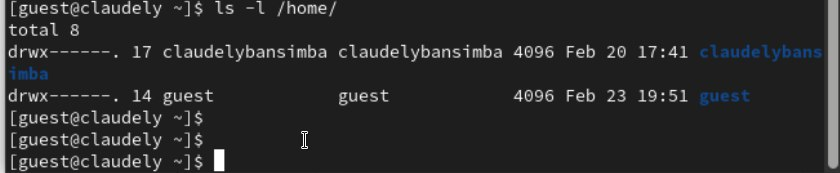 [guest@claudely ~]$ ls -l /home/
total 8
drwx------. 17 claudelybansimba claudelybansimba 4096 Feb 20 17:41 claudelybans
imba
drwx------. 14 guest            guest            4096 Feb 23 19:51 guest
[guest@claudely ~]$
[guest@claudely ~]$
[guest@claudely ~]$